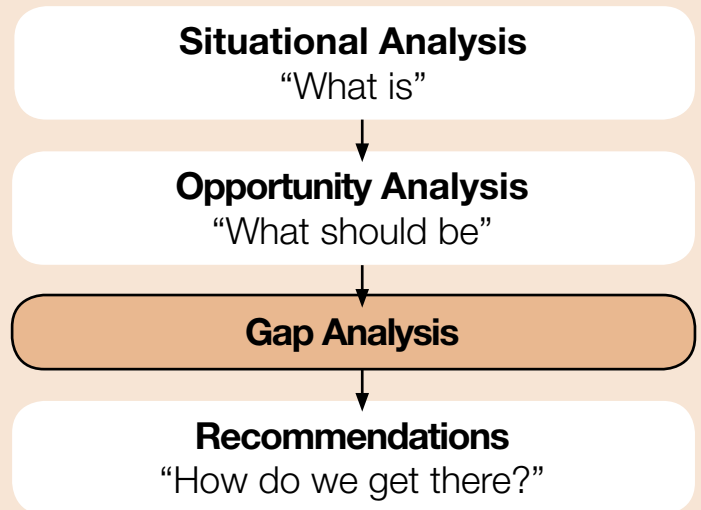 Situational Analysis
“What is”
Opportunity Analysis
“What should be”
Gap Analysis
Recommendations
“How do we get there?”